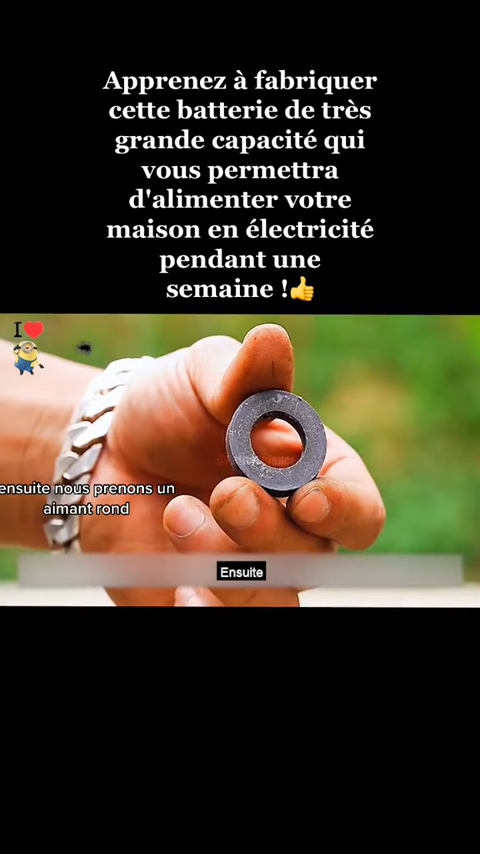 Apprenez à fabriquer
cette batterie de très
grande capacité qui
vous permettra
d'alimenter votre
maison en électricité
pendant une
semaine !👍
I❤️
ensuite nous prenons un
aimant rond
Ensuite